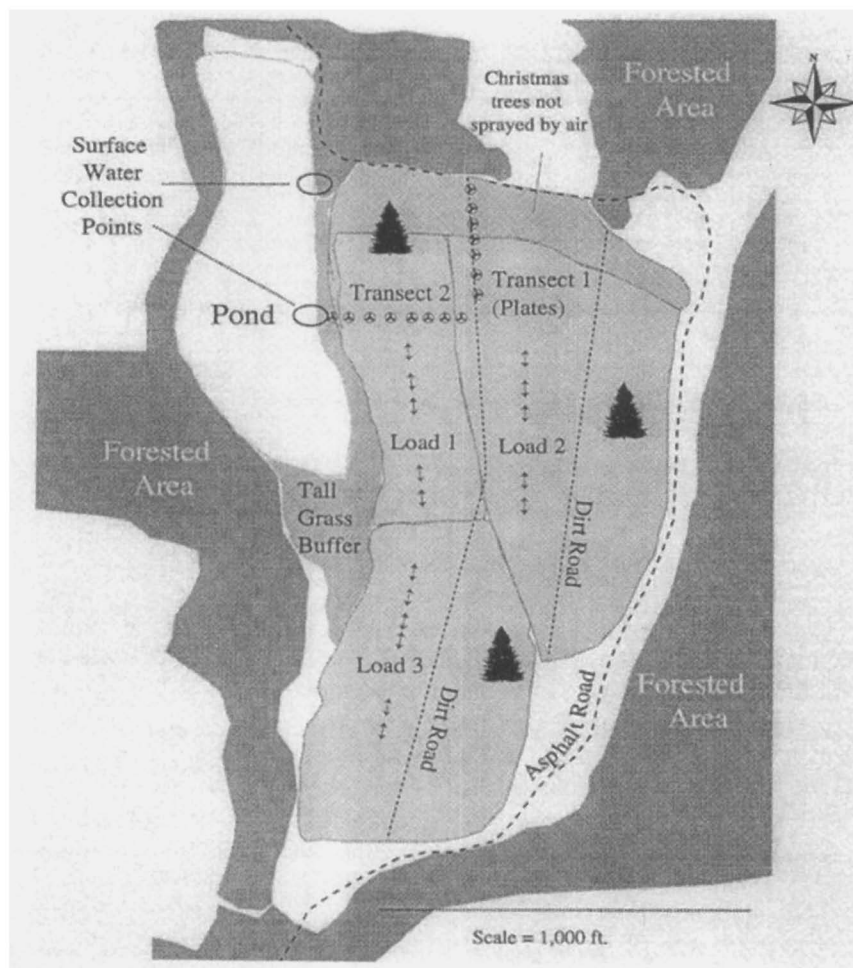 Christmas
trees not
sprayed by air
Forested
Area
N
Surface
Water
Collection
Points
Transect 2
Transect 1
(Plates)
Pond
Load 1
Load 2
Forested
Area
Tall
Grass
Buffer
Dirt Road
Load 3
Dirt Road
Forested
Area
Asphalt Road
Scale = 1,000 ft.